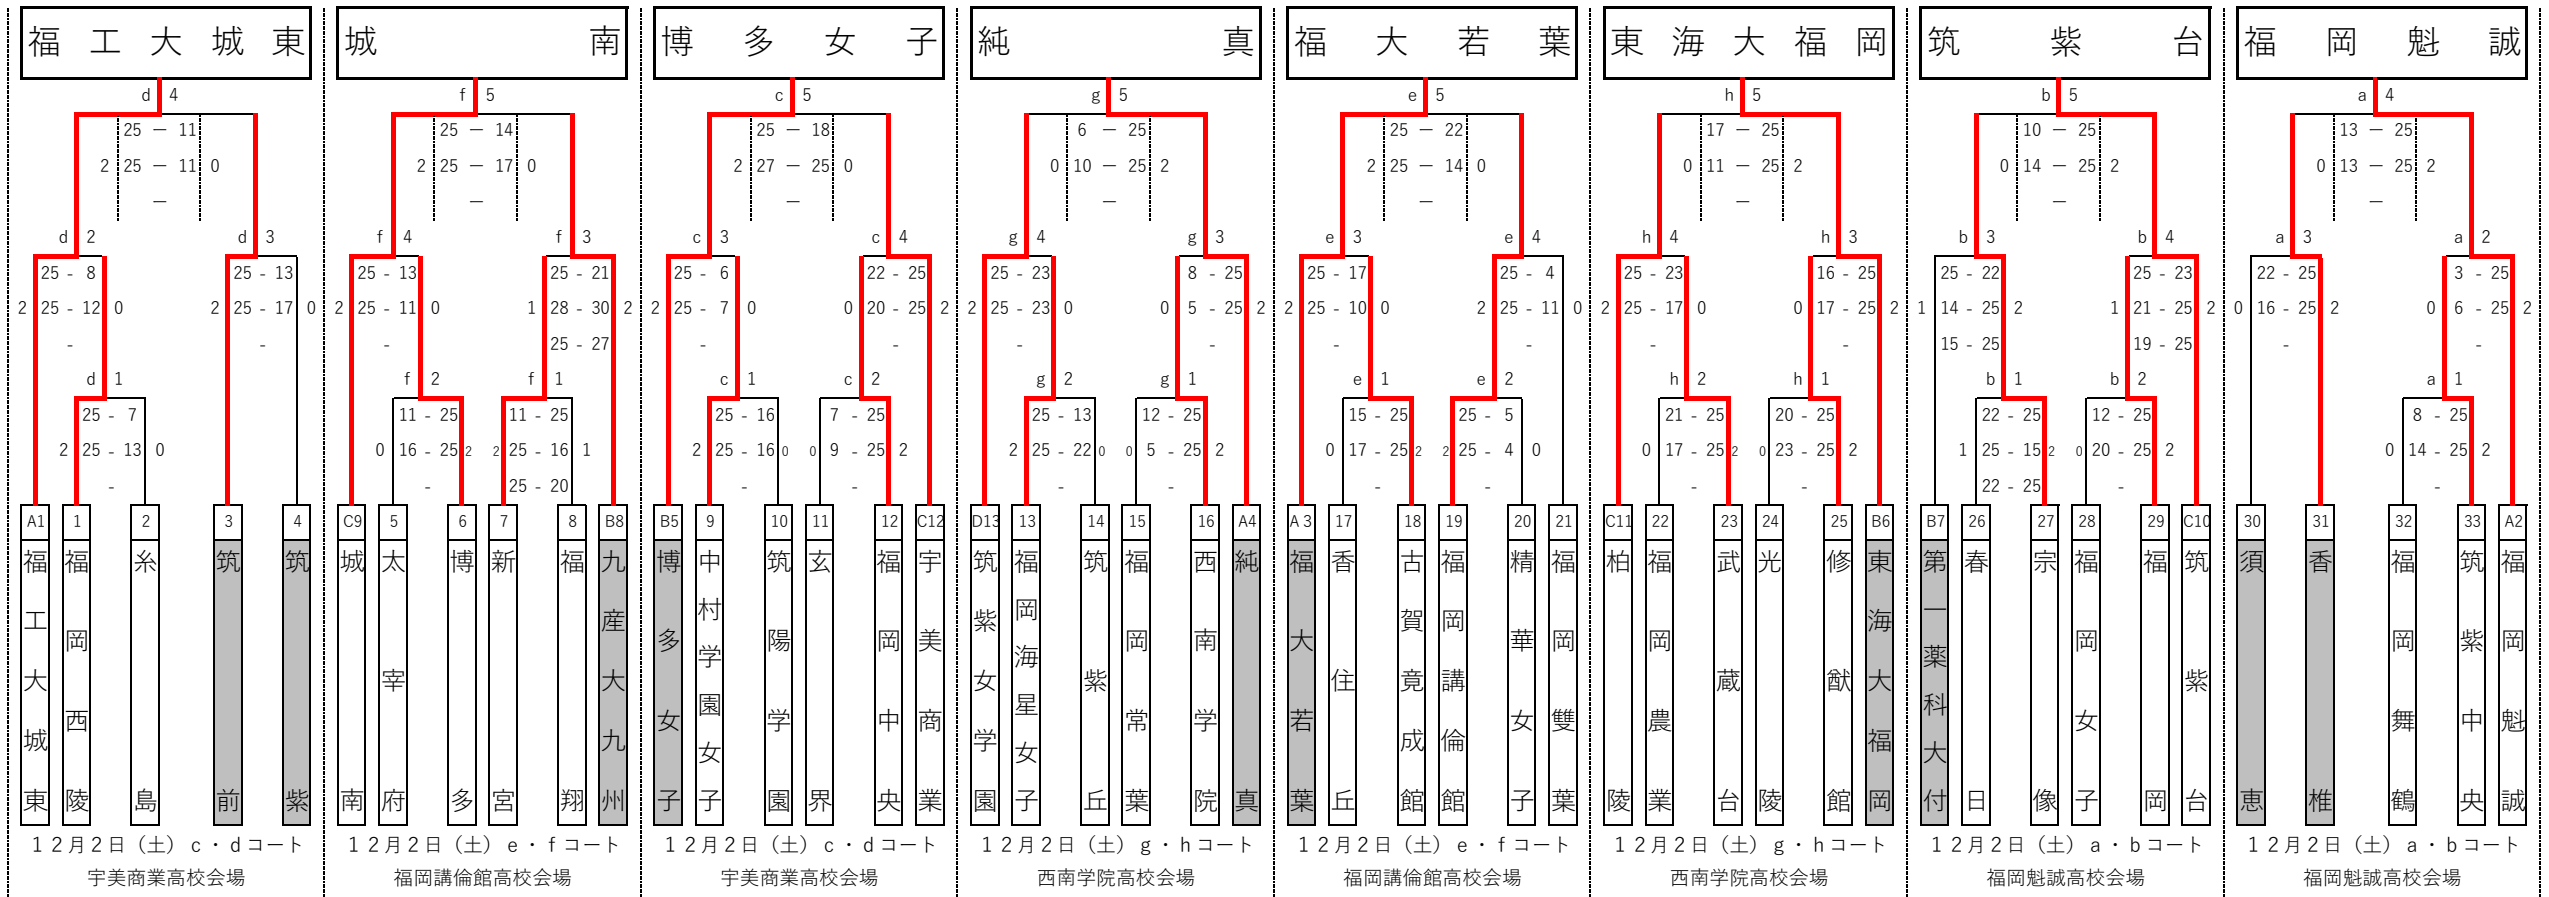 福工大城東 城南 博多女子 純真 福大若葉 東海大福岡 筑紫台 福岡魁誠
d 4 f 5 c 5 g 5 e 5 h 5 b 5 a 4
25 ― 11 25 ― 14 25 ― 18 6 ― 25 25 ― 22 17 ― 25 10 ― 25 13 ― 25
2 25 ― 11 0 2 25 ― 17 0 2 27 ― 25 0 0 10 ― 25 2 2 25 ― 14 0 0 11 ― 25 2 0 14 ― 25 2 0 13 ― 25 2
― ― ― ― ― ― ― ―
d 2 d 3 f 4 f 3 c 3 c 4 g 4 g 3 e 3 e 4 h 4 h 3 b 3 b 4 a 3 a 2
25 - 8 25 - 13 25 - 13 25 - 21 25 - 6 22 - 25 25 - 23 8 - 25 25 - 17 25 - 4 25 - 23 16 - 25 25 - 22 25 - 23 22 - 25 3 - 25
2 25 - 12 0 2 25 - 17 0 2 25 - 11 0 1 28 - 30 2 2 25 - 7 0 0 20 - 25 2 2 25 - 23 0 0 5 - 25 2 2 25 - 10 0 2 25 - 11 0 2 25 - 17 0 0 17 - 25 2 1 14 - 25 2 1 21 - 25 2 0 16 - 25 2 0 6 - 25 2
- - - 25 - 27 - - - - - - - - 15 - 25 19 - 25 - -
d 1 f 2 f 1 c 1 c 2 g 2 g 1 e 1 e 2 h 2 h 1 b 1 b 2 a 1
25 - 7 11 - 25 11 - 25 25 - 16 7 - 25 25 - 13 12 - 25 15 - 25 25 - 5 21 - 25 20 - 25 22 - 25 12 - 25 8 - 25
2 25 - 13 0 0 16 - 25 2 2 25 - 16 1 2 25 - 16 0 0 9 - 25 2 2 25 - 22 0 0 5 - 25 2 0 17 - 25 2 2 25 - 4 0 0 17 - 25 2 0 23 - 25 2 1 25 - 15 2 0 20 - 25 2 0 14 - 25 2
- - 25 - 20 - - - - - - - - 22 - 25 - -
A1 1 2 3 4 C9 5 6 7 8 B8 B5 9 10 11 12 C12 D13 13 14 15 16 A4 A 3 17 18 19 20 21 C11 22 23 24 25 B6 B7 26 27 28 29 C10 30 31 32 33 A2
福工大城東
福岡西陵
糸島
筑前
筑紫
城南
太宰府
博多
新宮
福翔
九産大九州
博多女子
中村学園女子
筑陽学園
玄界
福岡中央
宇美商業
筑紫女学園
福岡海星女子
筑紫丘
福岡常葉
西南学院
純真
福大若葉
香住丘
古賀竟成館
福岡講倫館
精華女子
福岡雙葉
柏陵
福岡農業
武蔵台
光陵
修猷館
東海大福岡
第一薬科大付
春日
宗像
福岡女子
福岡
筑紫台
須恵
香椎
福岡舞鶴
筑紫中央
福岡魁誠
１２月２日（土）ｃ・ｄコート １２月２日（土）ｅ・ｆコート １２月２日（土）ｃ・ｄコート １２月２日（土）ｇ・ｈコート １２月２日（土）ｅ・ｆコート １２月２日（土）ｇ・ｈコート １２月２日（土）ａ・ｂコート １２月２日（土）ａ・ｂコート
宇美商業高校会場 福岡講倫館高校会場 宇美商業高校会場 西南学院高校会場 福岡講倫館高校会場 西南学院高校会場 福岡魁誠高校会場 福岡魁誠高校会場